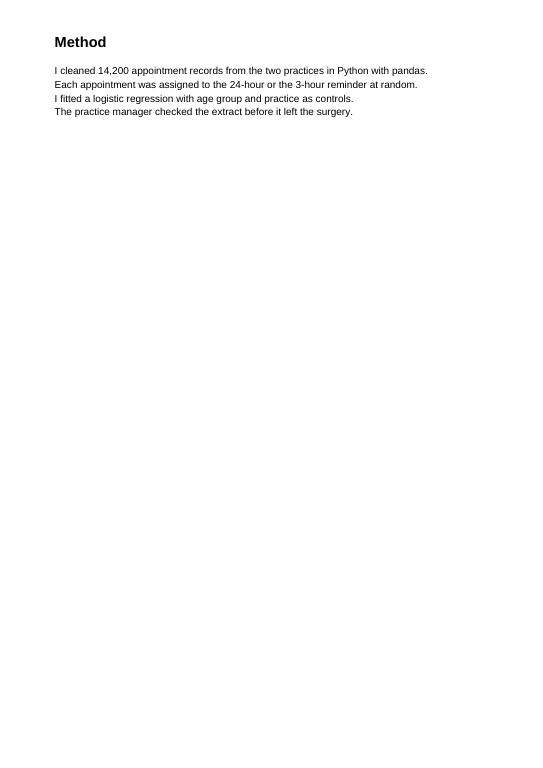 Method
I cleaned 14,200 appointment records from the two practices in Python with pandas.
Each appointment was assigned to the 24-hour or the 3-hour reminder at random.
I fitted a logistic regression with age group and practice as controls.
The practice manager checked the extract before it left the surgery.